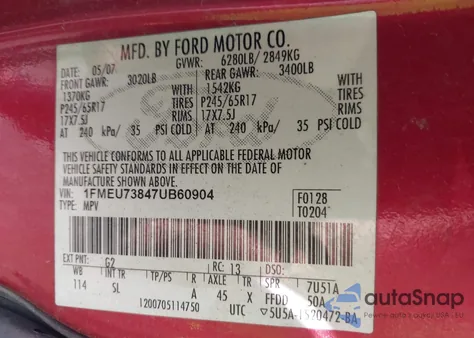 MFD. BY FORD MOTOR CO.
DATE: 05/07 GVWR: 6280LB/ 2849KG
FRONT GAWR: 3020LB REAR GAWR: 3400LB
1370KG WITH 1542KG WITH
P245/65R17 TIRES P245/65R17 TIRES
17X7.5J RIMS 17X7.5J RIMS
AT 240 kPa/ 35 PSI COLD AT 240 kPa/ 35 PSI COLD
THIS VEHICLE CONFORMS TO ALL APPLICABLE FEDERAL MOTOR
VEHICLE SAFETY STANDARDS IN EFFECT ON THE DATE OF
MANUFACTURE SHOWN ABOVE.
VIN: 1FMEU73847UB60904 F0128
TYPE: MPV T0204
EXT PNT: G2 RC: 13 DSO:
WB INT TR TP/PS R AXLE TR SPR 7U51A
114 SL A 45 X FFDD 50A
1200705114750 UTC 5U5A-1520472-BA
autoSnap